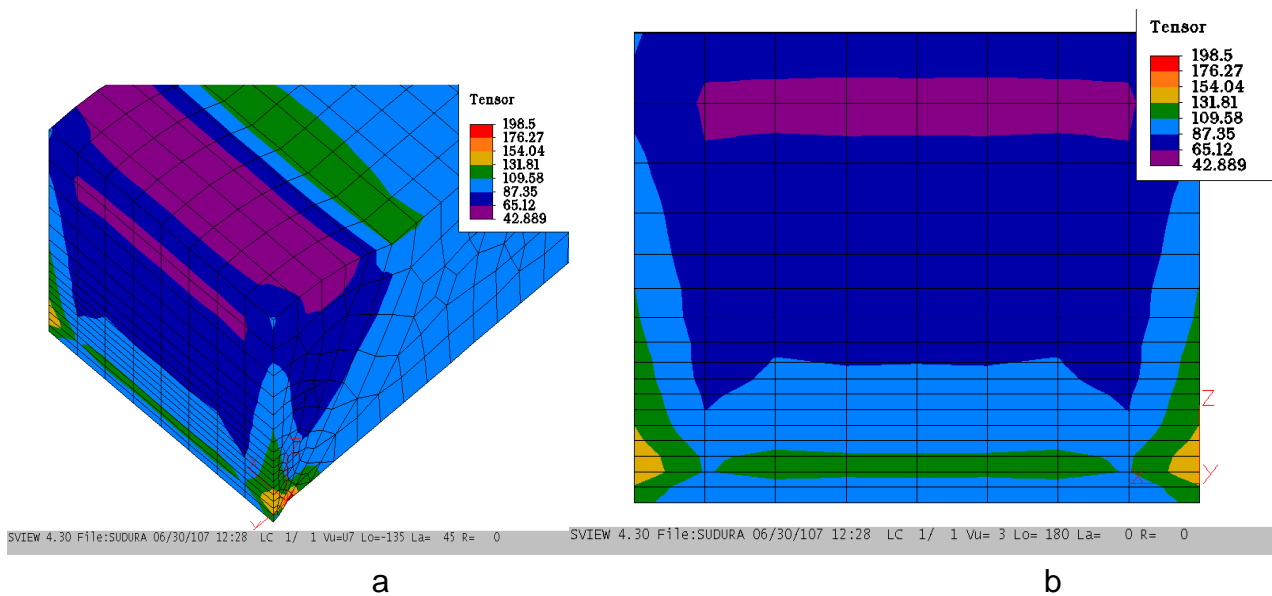 Tensor
198.5
176.27
154.04
131.81
109.58
87.35
65.12
42.889
SVIEW 4.30 File:SUDURA 06/30/107 12:28 LC 1/ 1 Vu=U7 Lo=-135 La= 45 R= 0
a
Tensor
198.5
176.27
154.04
131.81
109.58
87.35
65.12
42.889
Z
X
Y
SVIEW 4.30 File:SUDURA 06/30/107 12:28 LC 1/ 1 Vu= 3 Lo= 180 La= 0 R= 0
b